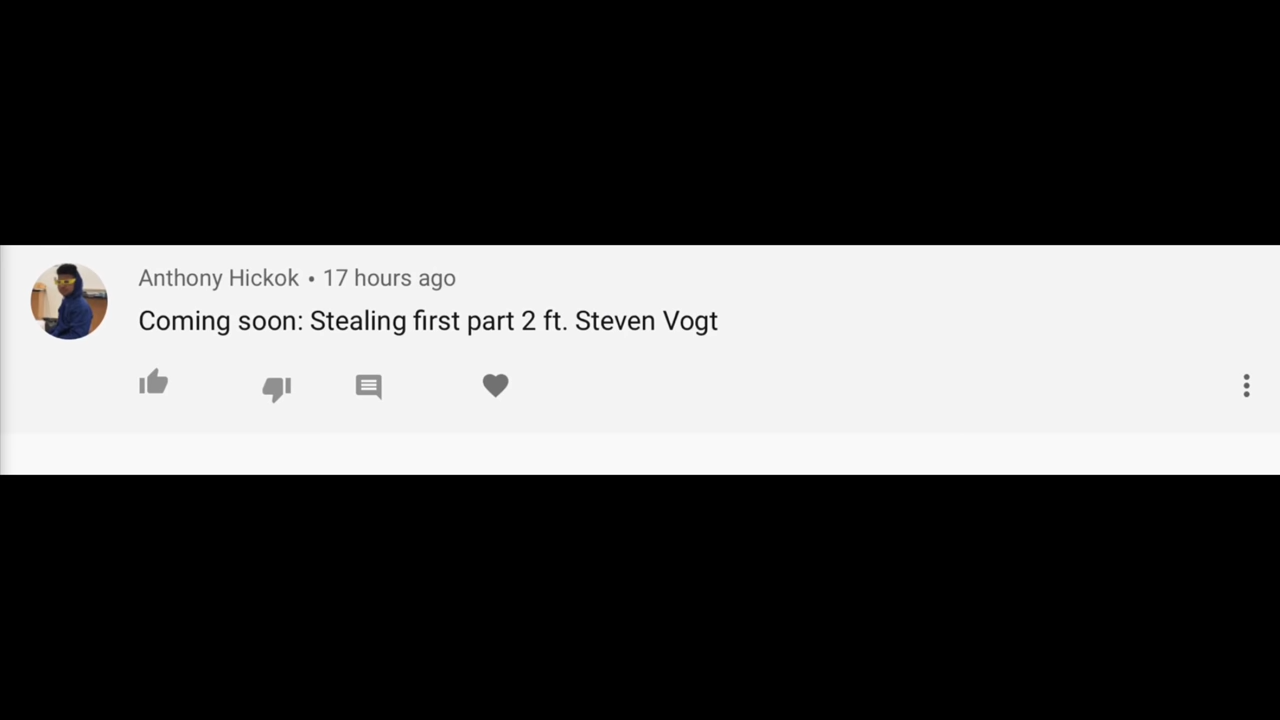 Anthony Hickok • 17 hours ago
Coming soon: Stealing first part 2 ft. Steven Vogt